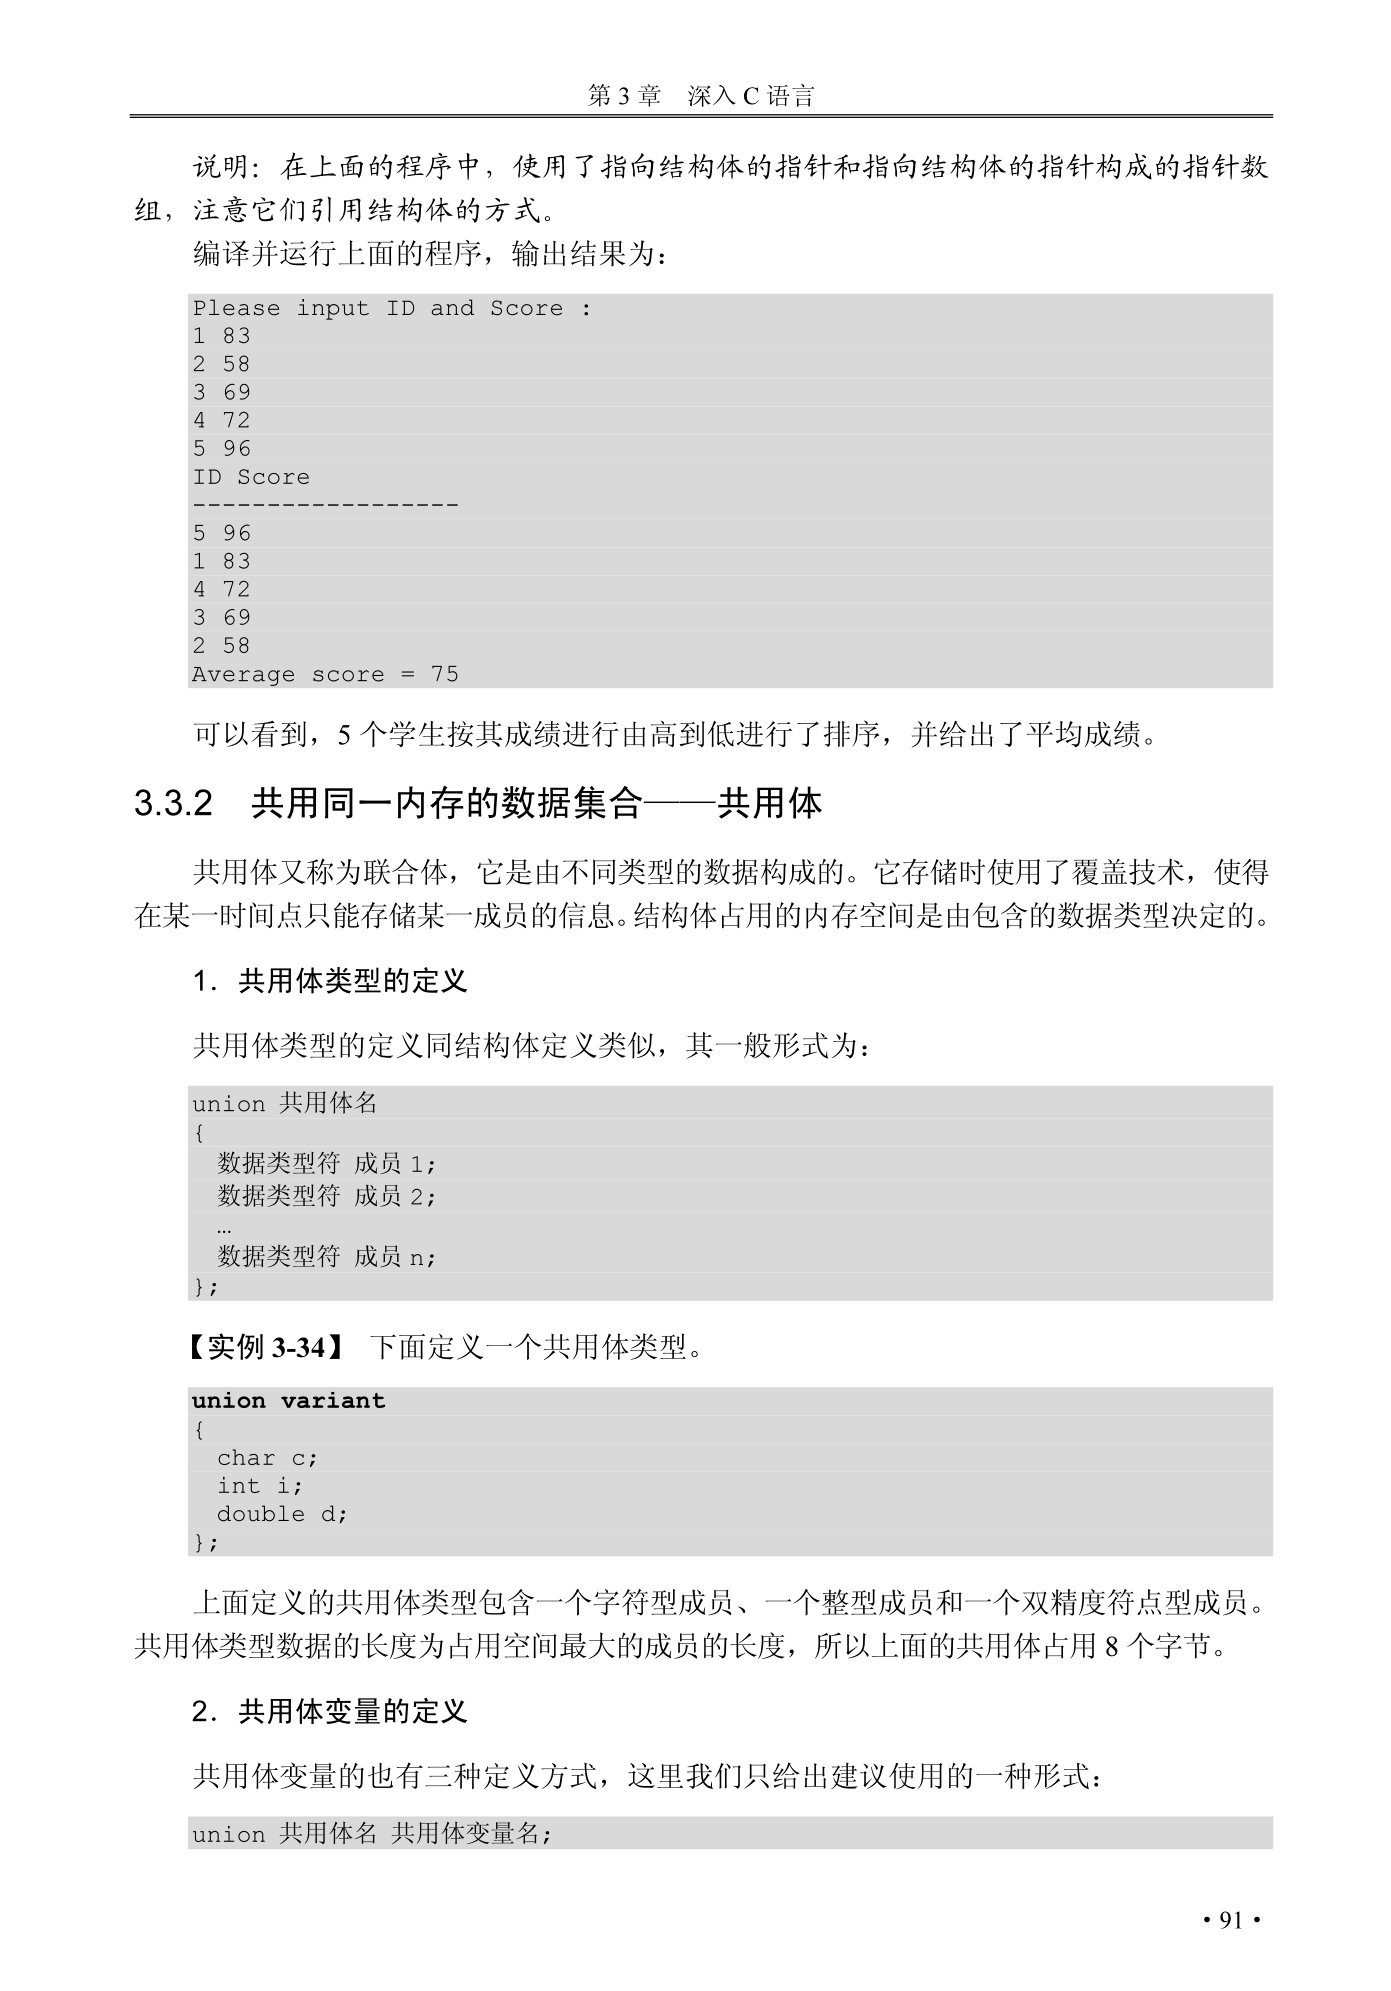 第 3 章　深入 C 语言
说明：在上面的程序中，使用了指向结构体的指针和指向结构体的指针构成的指针数
组，注意它们引用结构体的方式。
编译并运行上面的程序，输出结果为：
Please input ID and Score :
1 83
2 58
3 69
4 72
5 96
ID Score
------------------
5 96
1 83
4 72
3 69
2 58
Average score = 75
可以看到，5 个学生按其成绩进行由高到低进行了排序，并给出了平均成绩。
3.3.2　共用同一内存的数据集合——共用体
共用体又称为联合体，它是由不同类型的数据构成的。它存储时使用了覆盖技术，使得
在某一时间点只能存储某一成员的信息。结构体占用的内存空间是由包含的数据类型决定的。
1．共用体类型的定义
共用体类型的定义同结构体定义类似，其一般形式为：
union 共用体名
{
数据类型符 成员 1;
数据类型符 成员 2;
…
数据类型符 成员 n;
};
【实例 3-34】 下面定义一个共用体类型。
union variant
{
char c;
int i;
double d;
};
上面定义的共用体类型包含一个字符型成员、一个整型成员和一个双精度符点型成员。
共用体类型数据的长度为占用空间最大的成员的长度，所以上面的共用体占用 8 个字节。
2．共用体变量的定义
共用体变量的也有三种定义方式，这里我们只给出建议使用的一种形式：
union 共用体名 共用体变量名;
·91·